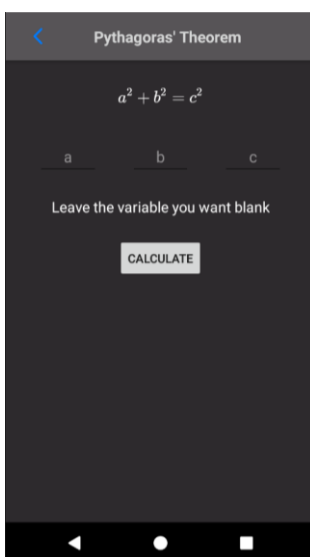 Pythagoras' Theorem
a² + b² = c²
a b c
Leave the variable you want blank
CALCULATE